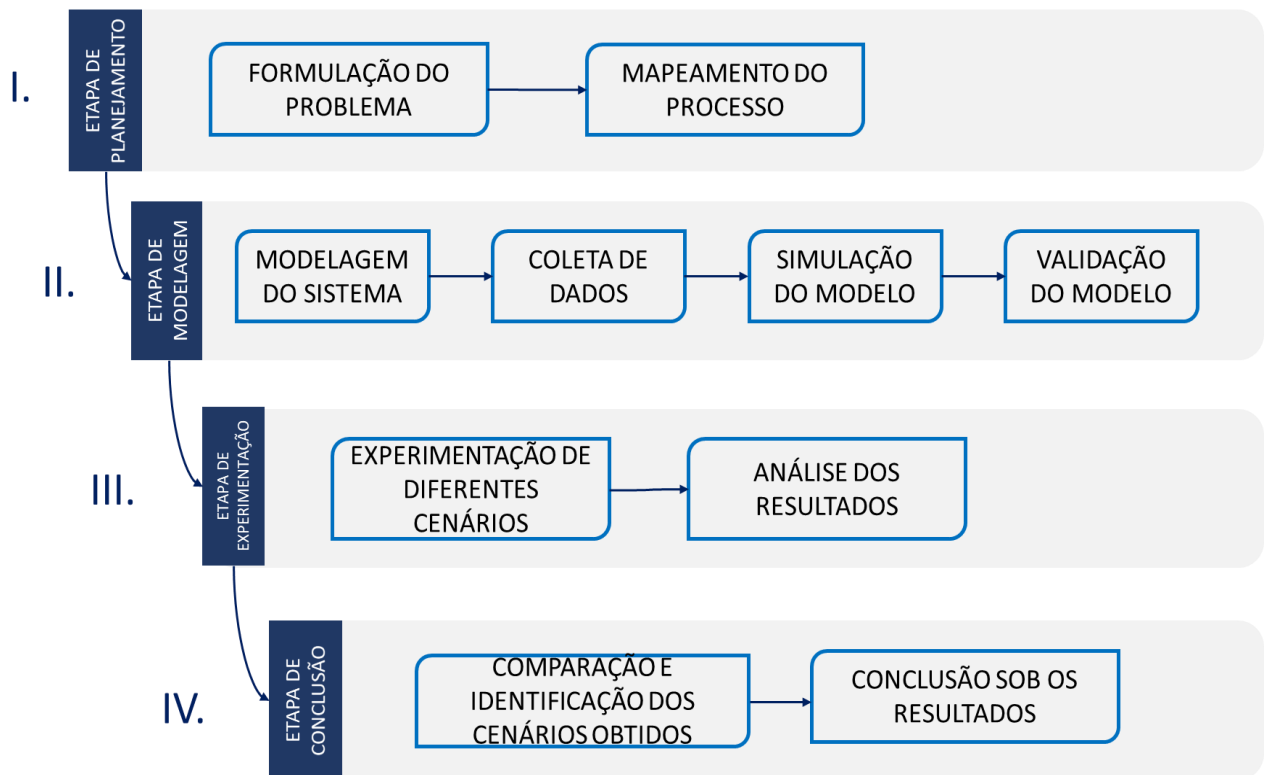 I.
ETAPA DE
PLANEJAMENTO
FORMULAÇÃO DO
PROBLEMA
MAPEAMENTO DO
PROCESSO
II.
ETAPA DE
MODELAGEM
MODELAGEM
DO SISTEMA
COLETA DE
DADOS
SIMULAÇÃO
DO MODELO
VALIDAÇÃO
DO MODELO
III.
ETAPA DE
EXPERIMENTAÇÃO
EXPERIMENTAÇÃO DE
DIFERENTES
CENÁRIOS
ANÁLISE DOS
RESULTADOS
IV.
ETAPA DE
CONCLUSÃO
COMPARAÇÃO E
IDENTIFICAÇÃO DOS
CENÁRIOS OBTIDOS
CONCLUSÃO SOB OS
RESULTADOS